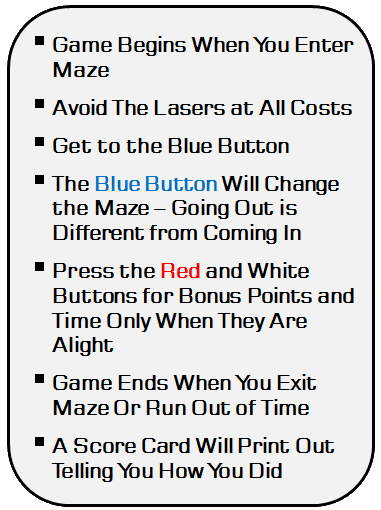 ▪ Game Begins When You Enter
Maze
▪ Avoid The Lasers at All Costs
▪ Get to the Blue Button
▪ The Blue Button Will Change
the Maze – Going Out is
Different from Coming In
▪ Press the Red and White
Buttons for Bonus Points and
Time Only When They Are
Alight
▪ Game Ends When You Exit
Maze Or Run Out of Time
▪ A Score Card Will Print Out
Telling You How You Did